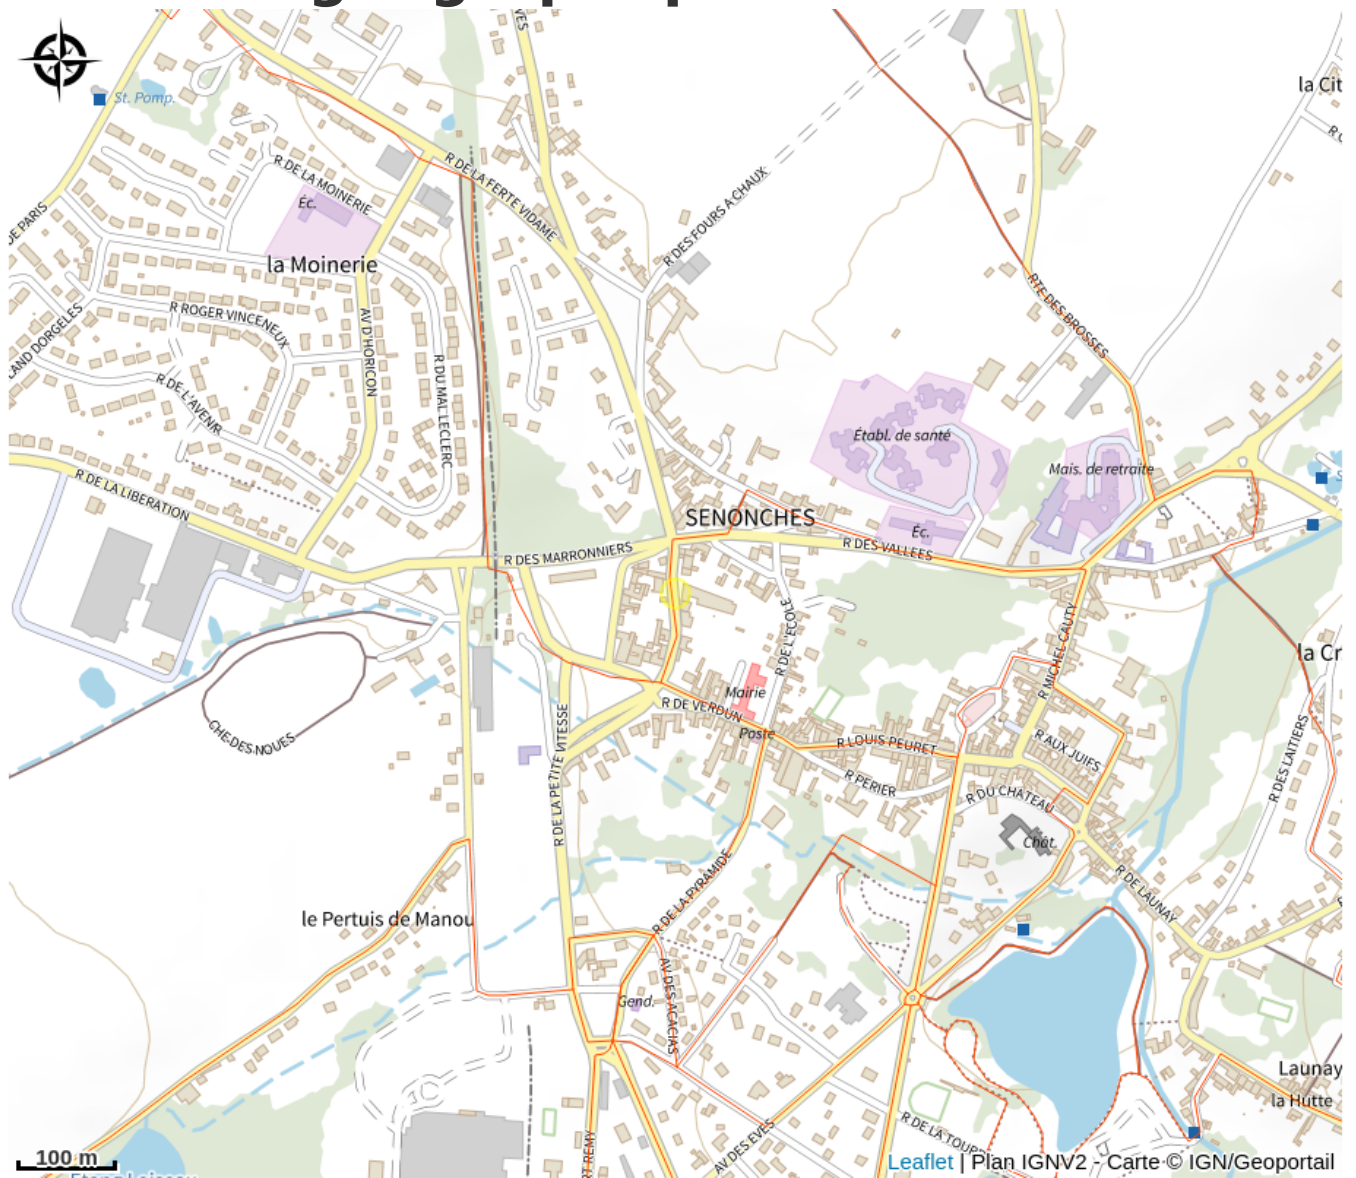 St. Pomp.
la Cit
R DE LA FERTE VIDAME
R DE LA MOINERIE
Éc.
R DES FOURS A CHAUX
DE PARIS
la Moinerie
RTE DES BROSSES
R ROGER VINCENEUX
AV D'HORICON
LAND DORGELES
R DU MAL LECLERC
R DE L'AVENIR
Établ. de santé
Mais. de retraite
R DE LA LIBERATION
SENONCHES
Éc.
R DES VALLÉES
R DES MARRONNIERS
R DE L'ECOLE
R MICHEL CAUTY
la Cr
Mairie
R DE VERDUN
Poste
CHE DES NOUES
R DE LA PETITE VITESSE
R LOUIS PEURET
R AUX JUIFS
R PERIER
R DU CHATEAU
R DES LAITIERS
Chât.
R DE LAUNAY
R DE LA PYRAMIDE
le Pertuis de Manou
AV DES ACACIAS
Gend.
Launay
la Hutte
R DE LA TOUR
AV DES EVES
RT REMY
100 m
Leaflet | Plan IGNV2 - Carte © IGN/Geoportail